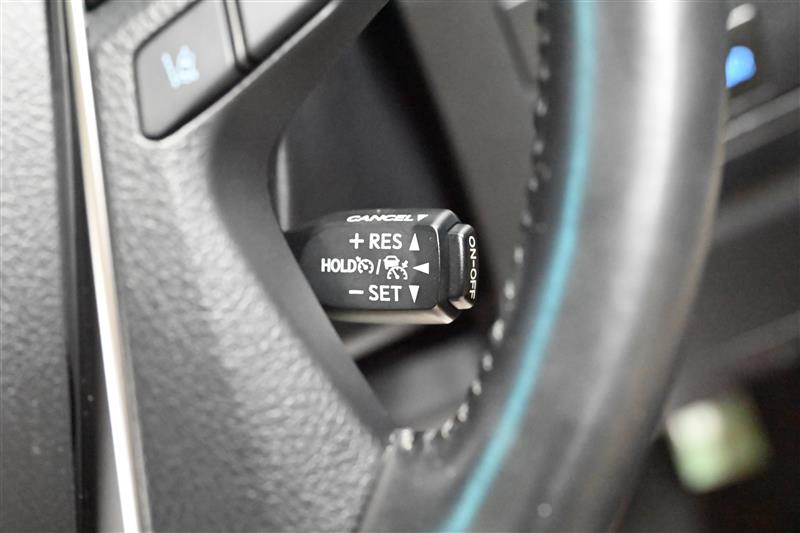 CANCEL
+ RES
HOLD /
- SET
ON-OFF